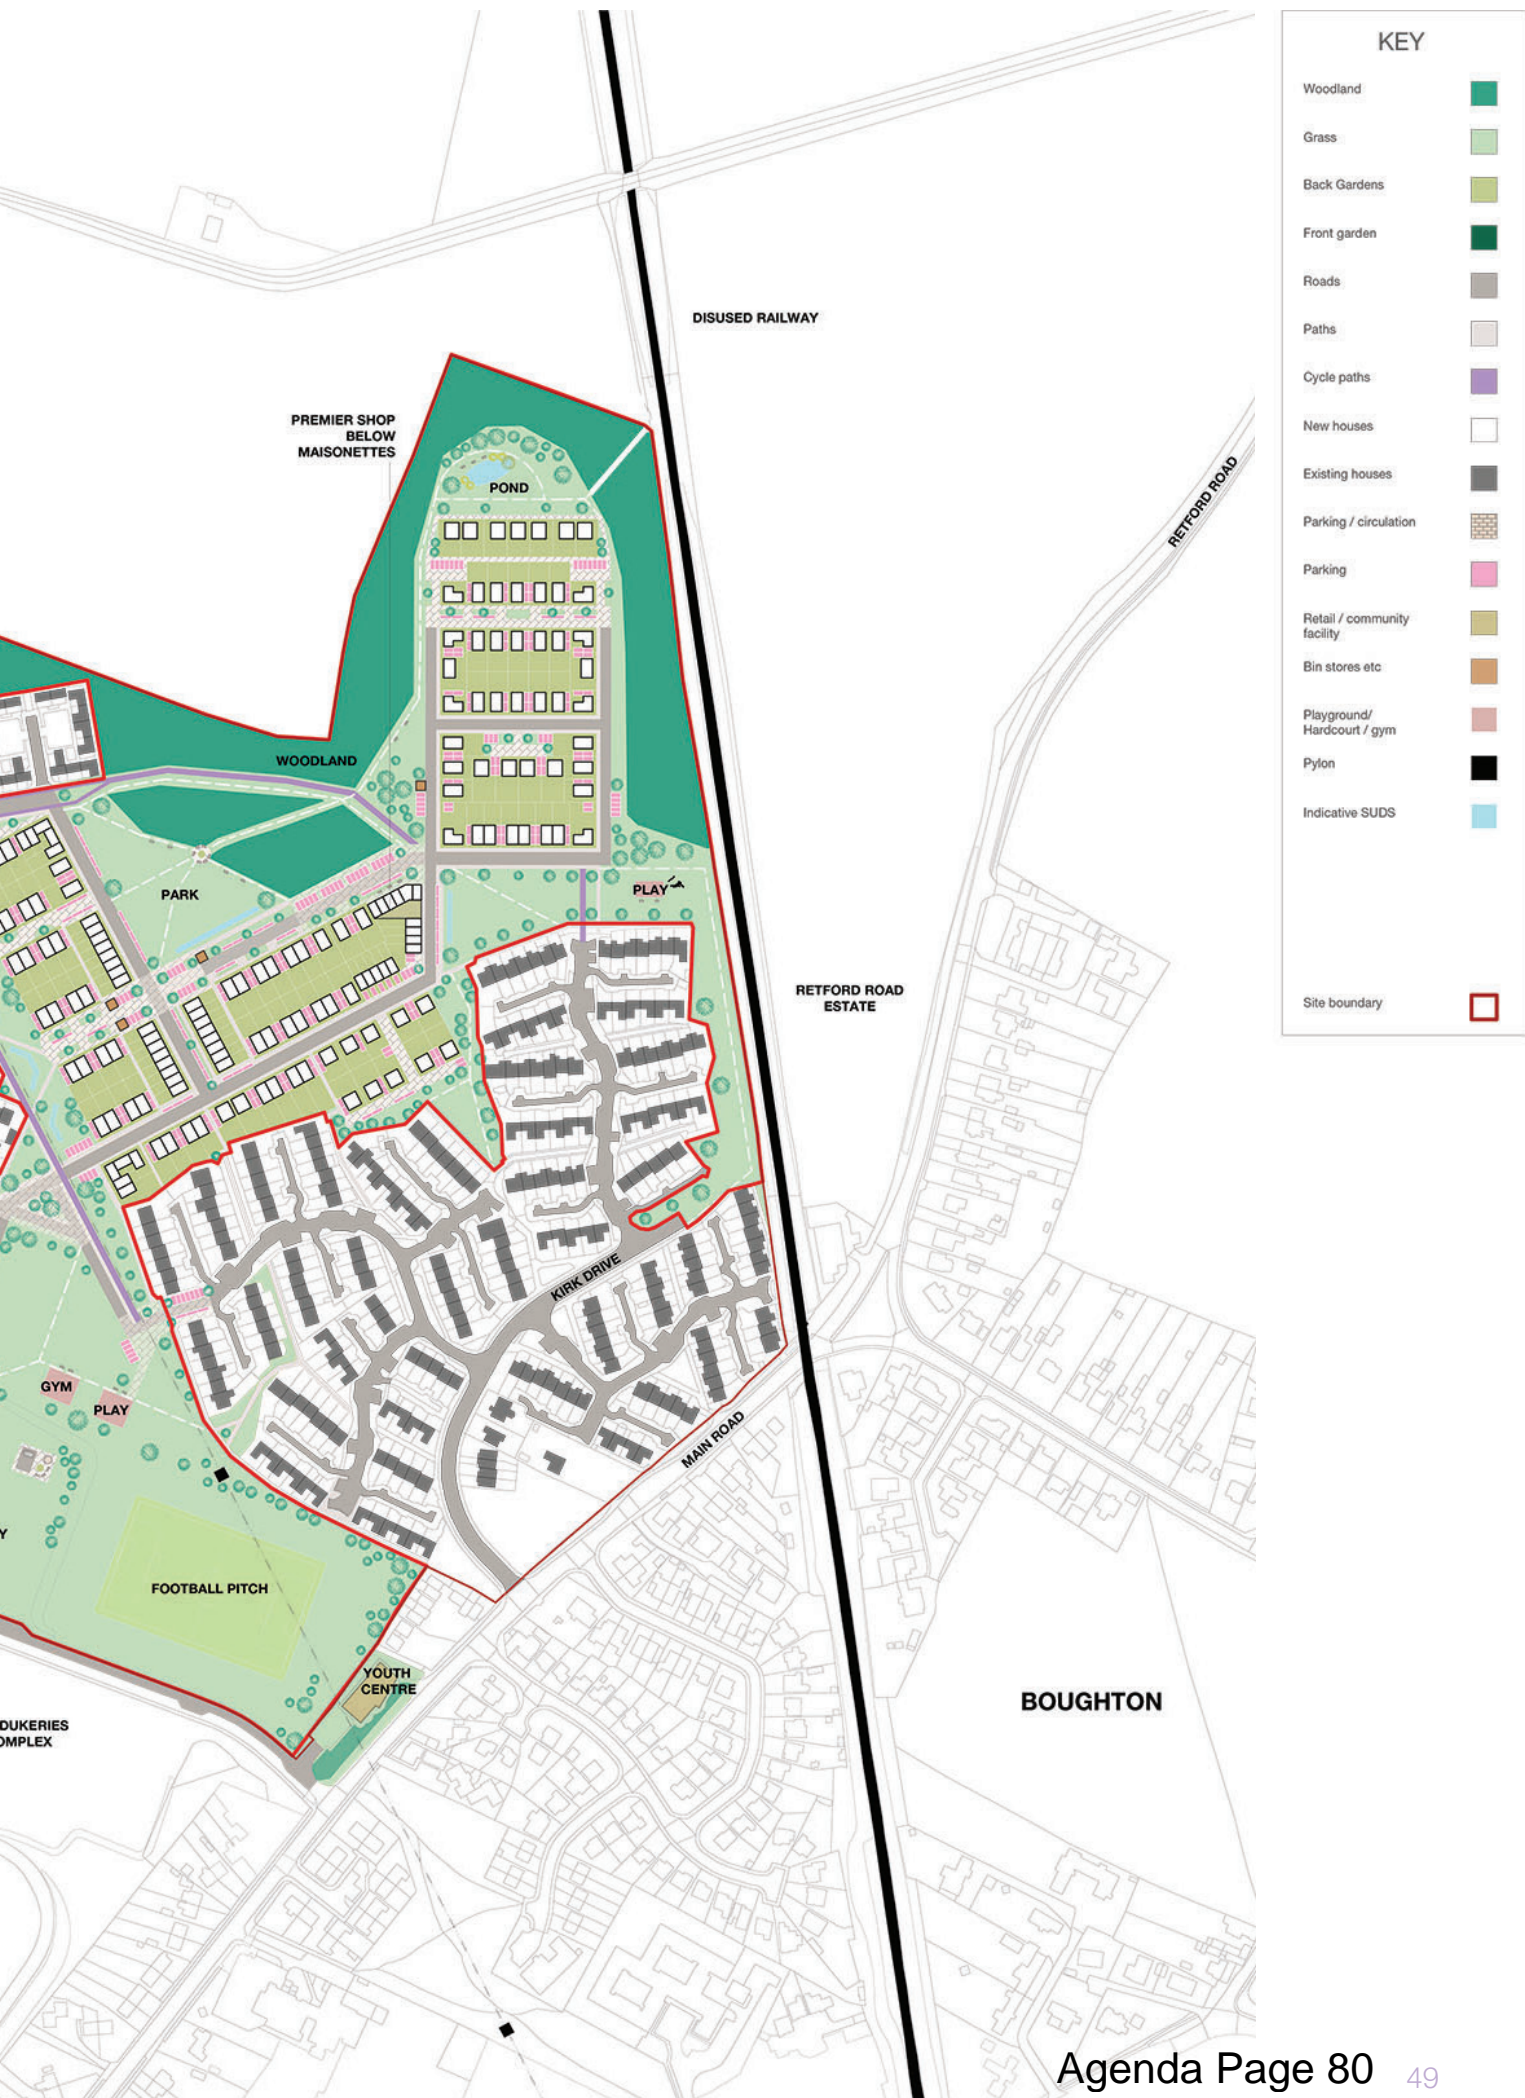 KEY
Woodland
Grass
Back Gardens
Front garden
Roads
Paths
Cycle paths
New houses
Existing houses
Parking / circulation
Parking
Retail / community
facility
Bin stores etc
Playground/
Hardcourt / gym
Pylon
Indicative SUDS
Site boundary
DISUSED RAILWAY
PREMIER SHOP
BELOW
MAISONETTES
POND
RETFORD ROAD
WOODLAND
PARK
PLAY
RETFORD ROAD
ESTATE
KIRK DRIVE
GYM
PLAY
MAIN ROAD
Y
FOOTBALL PITCH
YOUTH
CENTRE
BOUGHTON
DUKERIES
OMPLEX
Agenda Page 80
49